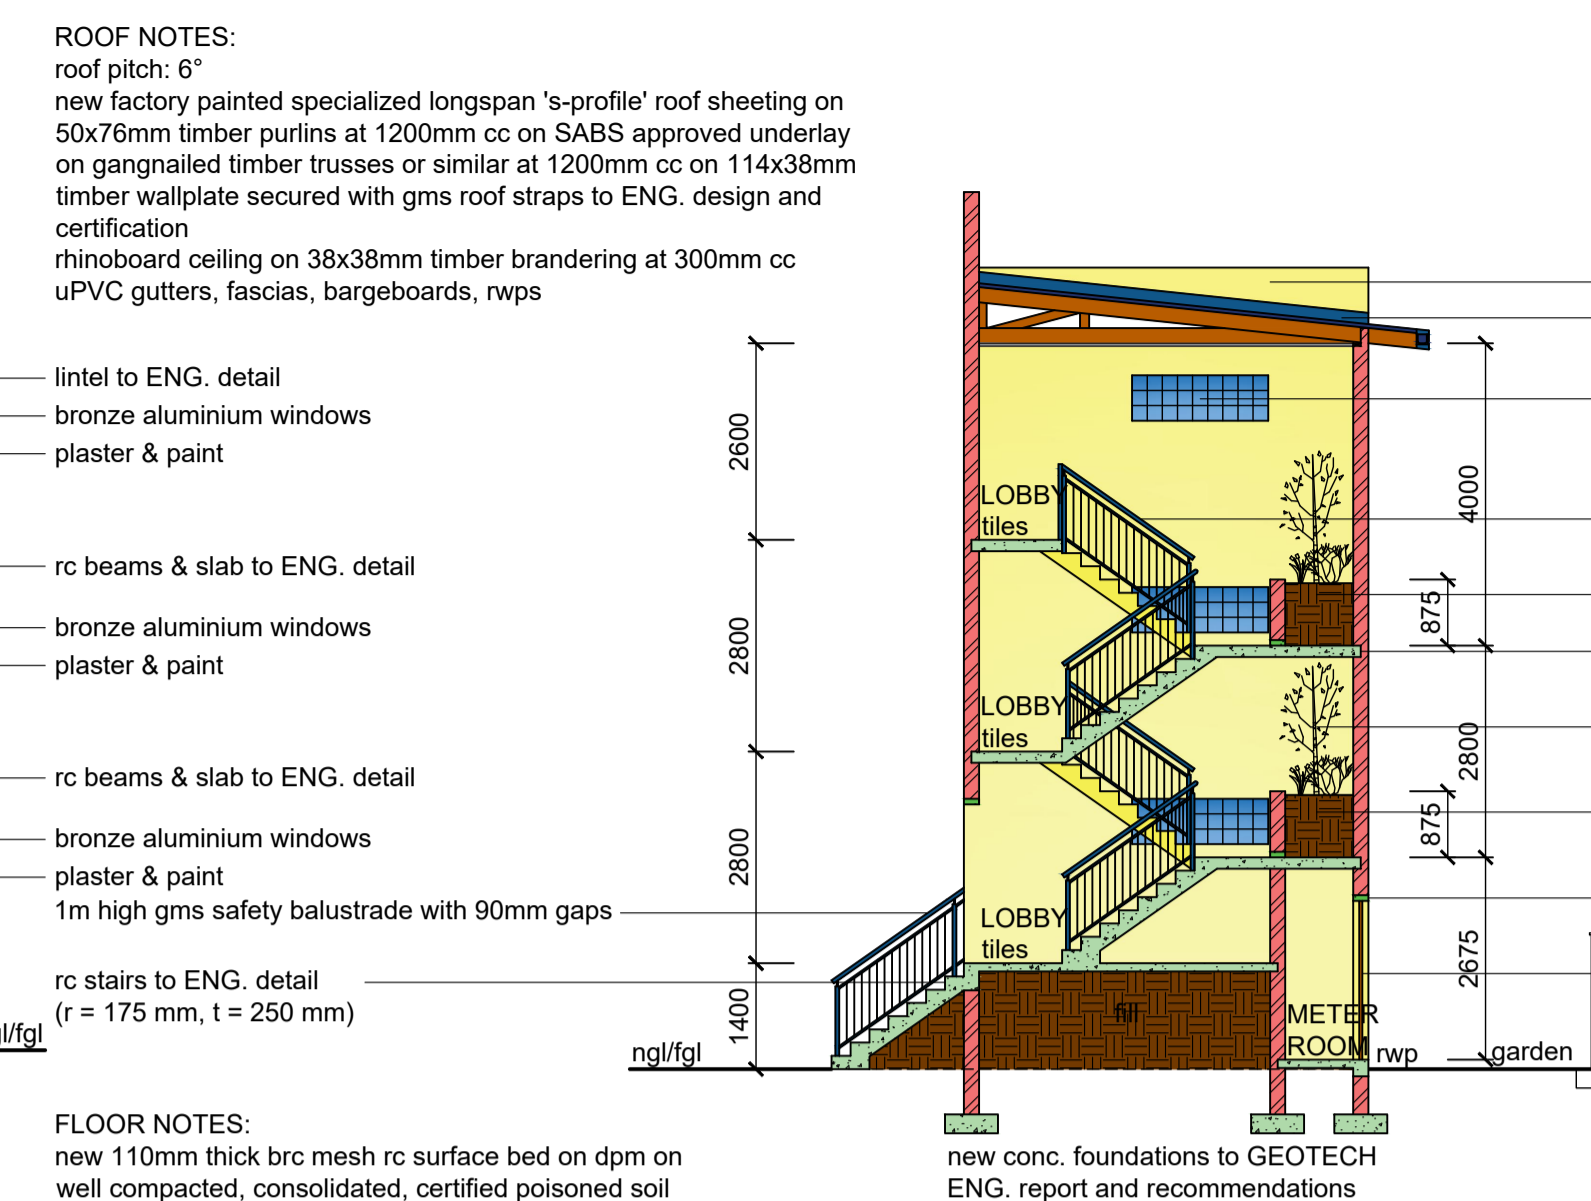 ROOF NOTES:
roof pitch: 6°
new factory painted specialized longspan 's-profile' roof sheeting on
50x76mm timber purlins at 1200mm cc on SABS approved underlay
on gangnailed timber trusses or similar at 1200mm cc on 114x38mm
timber wallplate secured with gms roof straps to ENG. design and
certification
rhinoboard ceiling on 38x38mm timber brandering at 300mm cc
uPVC gutters, fascias, bargeboards, rwps
lintel to ENG. detail
bronze aluminium windows
plaster & paint
rc beams & slab to ENG. detail
bronze aluminium windows
plaster & paint
rc beams & slab to ENG. detail
bronze aluminium windows
plaster & paint
1m high gms safety balustrade with 90mm gaps
rc stairs to ENG. detail
(r = 175 mm, t = 250 mm)
l/fgl
FLOOR NOTES:
new 110mm thick brc mesh rc surface bed on dpm on
well compacted, consolidated, certified poisoned soil
2600
2800
2800
1400
ngl/fgl
LOBBY
tiles
LOBBY
tiles
LOBBY
tiles
fill
METER
ROOM
rwp
garden
4000
875
2800
875
2675
new conc. foundations to GEOTECH
ENG. report and recommendations